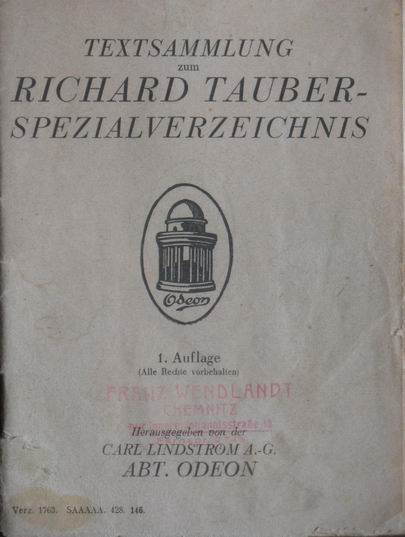 TEXTSAMMLUNG
zum
RICHARD TAUBER-
SPEZIALVERZEICHNIS
Odeon
1. Auflage
(Alle Rechte vorbehalten)
FRANZ WENDLANDT
CHEMNITZ
Herausgegeben von der
CARL LINDSTRÖM A.-G.
ABT. ODEON
Verz. 1763. SAAAAA. 428. 146.